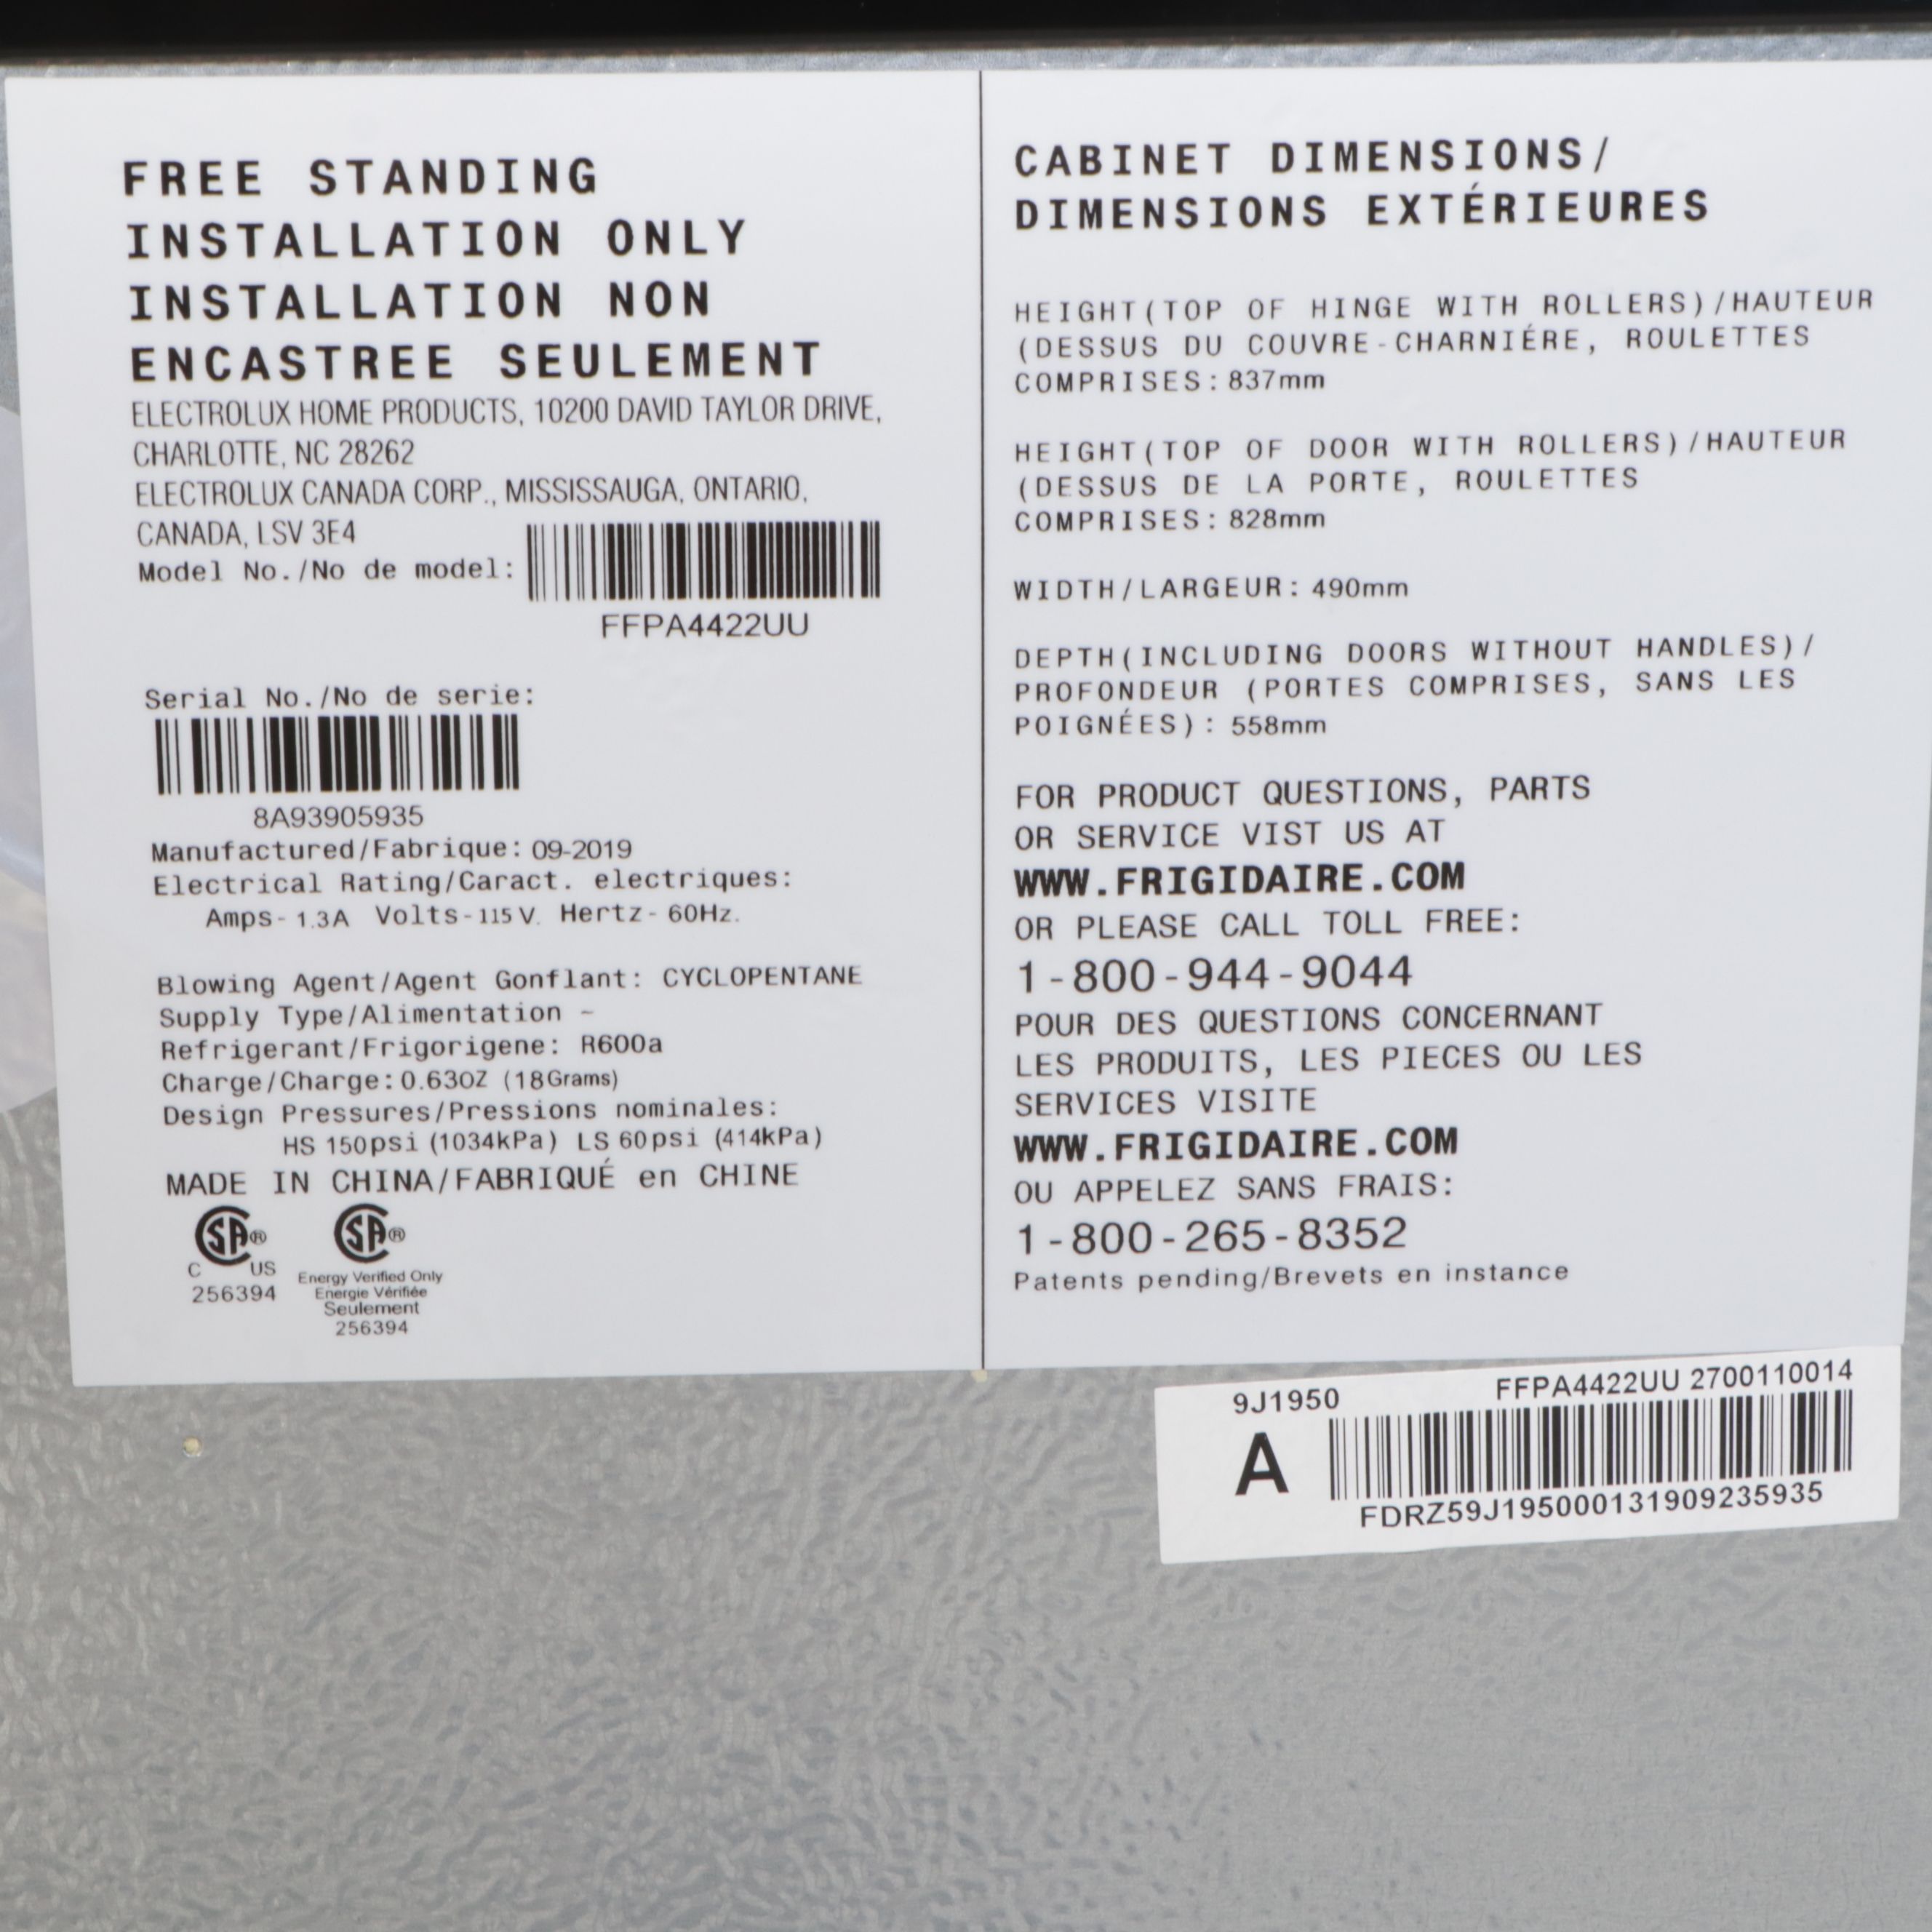 FREE STANDING
INSTALLATION ONLY
INSTALLATION NON
ENCASTREE SEULEMENT
ELECTROLUX HOME PRODUCTS, 10200 DAVID TAYLOR DRIVE,
CHARLOTTE, NC 28262
ELECTROLUX CANADA CORP., MISSISSAUGA, ONTARIO,
CANADA, LSV 3E4
Model No./No de model:
FFPA4422UU
Serial No./No de serie:
8A93905935
Manufactured/Fabrique: 09-2019
Electrical Rating/Caract. electriques:
Amps- 1.3A Volts-115 V. Hertz- 60Hz.
Blowing Agent/Agent Gonflant: CYCLOPENTANE
Supply Type/Alimentation ~
Refrigerant/Frigorigene: R600a
Charge/Charge: 0.63OZ (18Grams)
Design Pressures/Pressions nominales:
HS 150psi (1034kPa) LS 60psi (414kPa)
MADE IN CHINA/FABRIQUÉ en CHINE
SA® SA®
C US
256394
Energy Verified Only
Energie Vérifiée
Seulement
256394
CABINET DIMENSIONS/
DIMENSIONS EXTÉRIEURES
HEIGHT(TOP OF HINGE WITH ROLLERS)/HAUTEUR
(DESSUS DU COUVRE-CHARNIÉRE, ROULETTES
COMPRISES: 837mm
HEIGHT(TOP OF DOOR WITH ROLLERS)/HAUTEUR
(DESSUS DE LA PORTE, ROULETTES
COMPRISES: 828mm
WIDTH/LARGEUR: 490mm
DEPTH(INCLUDING DOORS WITHOUT HANDLES)/
PROFONDEUR (PORTES COMPRISES, SANS LES
POIGNÉES): 558mm
FOR PRODUCT QUESTIONS, PARTS
OR SERVICE VIST US AT
WWW.FRIGIDAIRE.COM
OR PLEASE CALL TOLL FREE:
1-800-944-9044
POUR DES QUESTIONS CONCERNANT
LES PRODUITS, LES PIECES OU LES
SERVICES VISITE
WWW.FRIGIDAIRE.COM
OU APPELEZ SANS FRAIS:
1-800-265-8352
Patents pending/Brevets en instance
9J1950 FFPA4422UU 2700110014
A
FDRZ59J195000131909235935